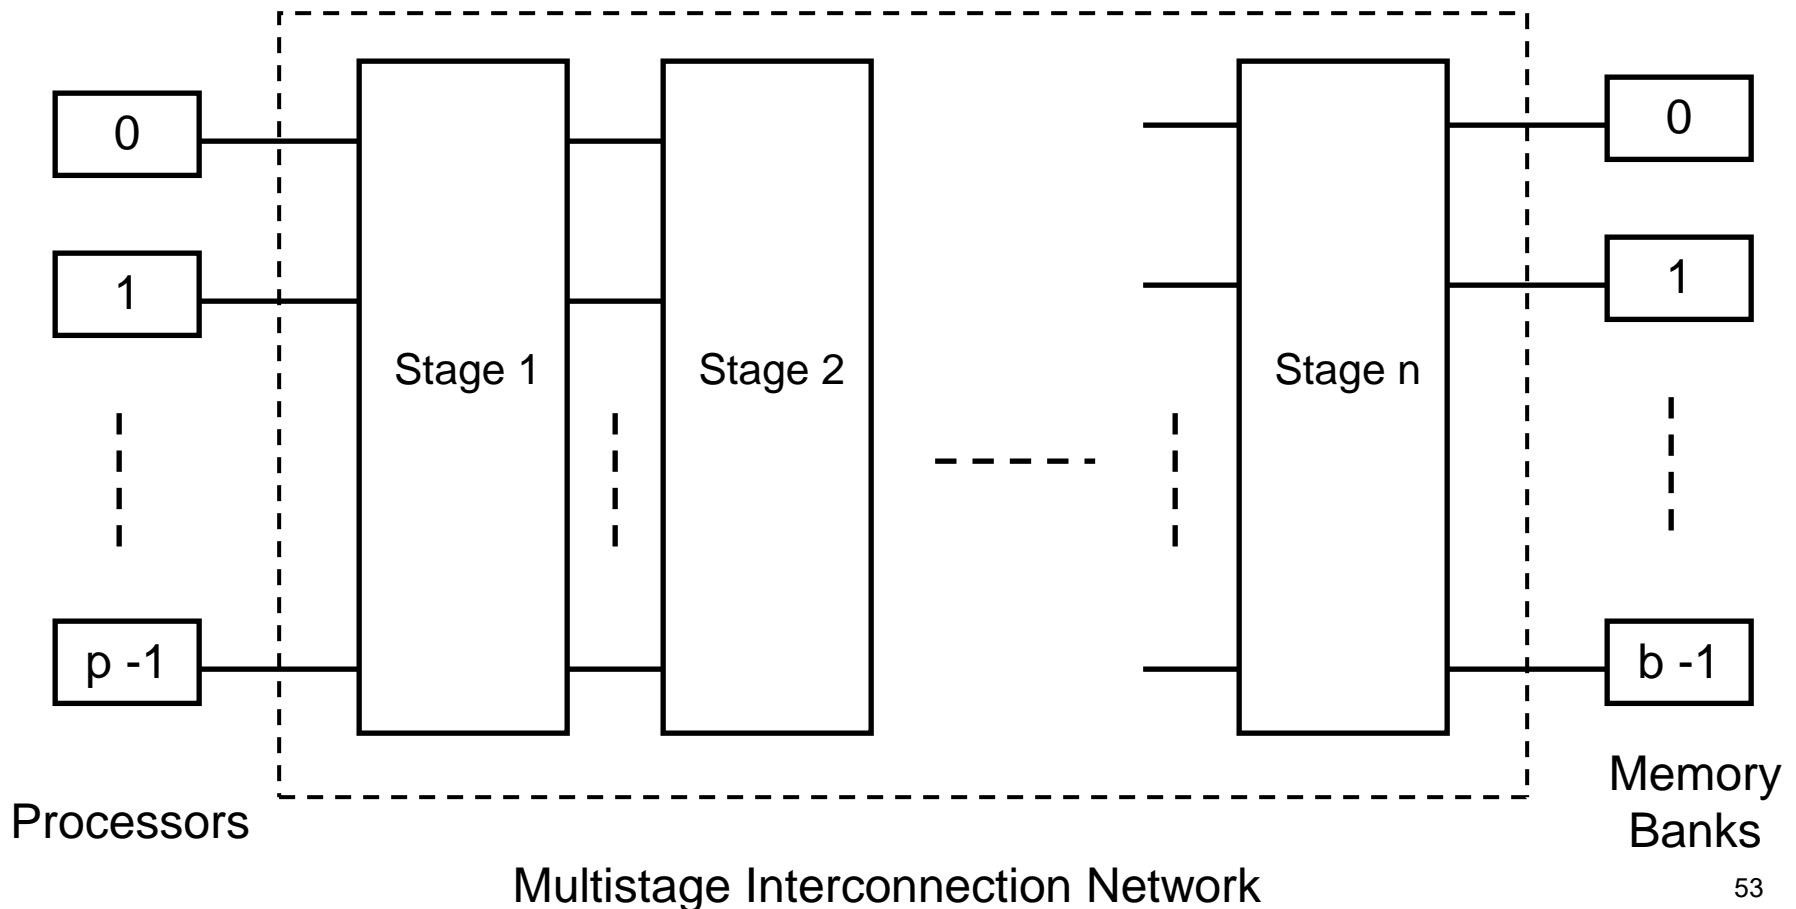 0
0
1
1
Stage 1
Stage 2
Stage n
p -1
b -1
Processors
Memory
Banks
Multistage Interconnection Network
53